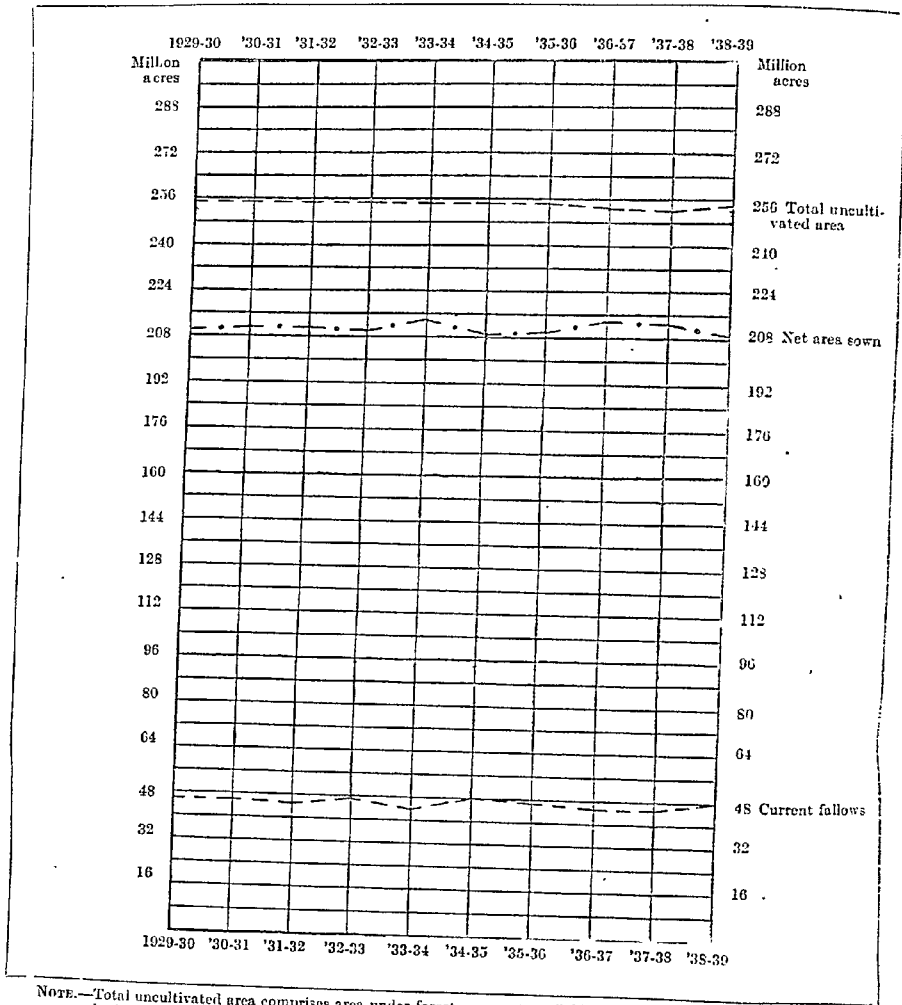 1929-30 '30-31 '31-32 '32-33 '33-34 '34-35 '35-36 '36-57 '37-38 '38-39
Million acres Million acres
288 288
272 272
256 256 Total unculti-
vated area
240 240
224 224
208 208 Net area sown
192 192
176 176
160 160
144 144
128 128
112 112
96 96
80 80
64 64
48 48 Current fallows
32 32
16 16
1929-30 '30-31 '31-32 '32-33 '33-34 '34-35 '35-36 '36-37 '37-38 '38-39
NOTE.—Total uncultivated area comprises area under